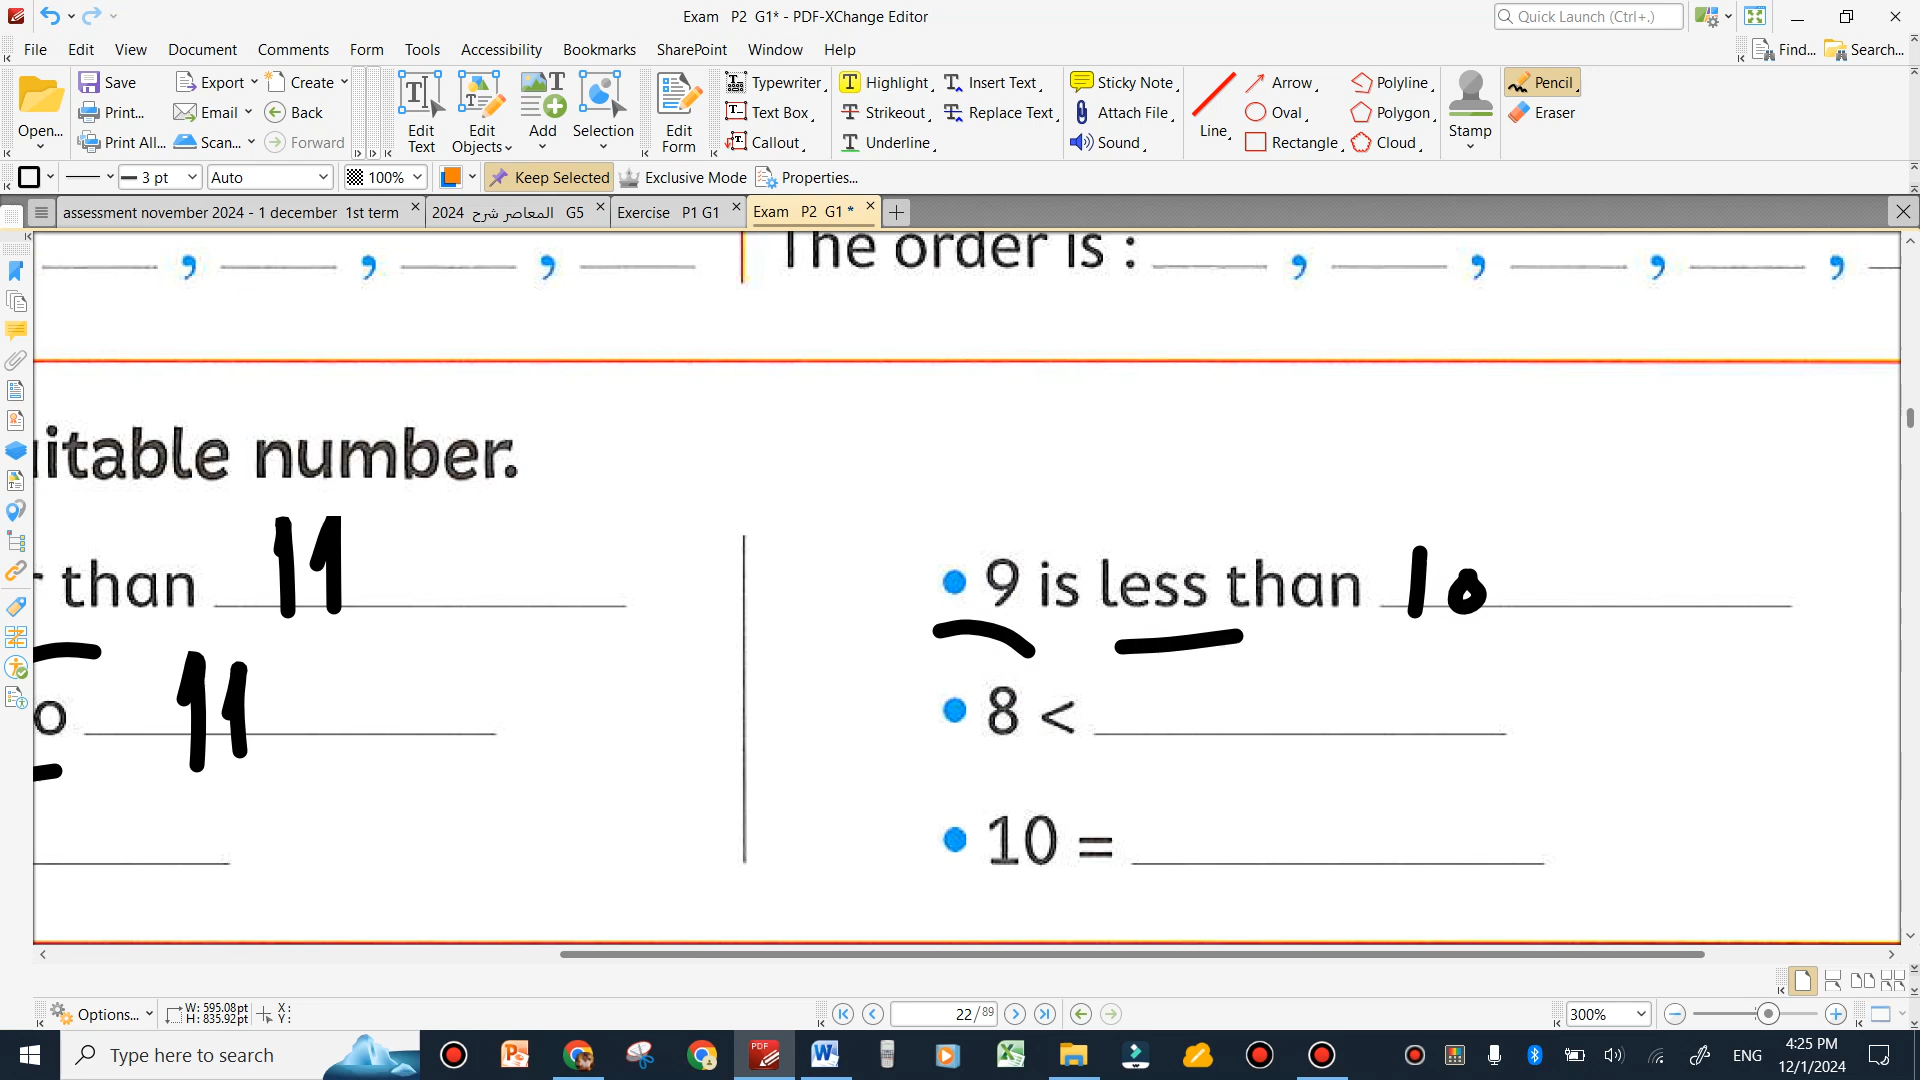 Exam P2 G1* - PDF-XChange Editor
Quick Launch (Ctrl+.)
File Edit View Document Comments Form Tools Accessibility Bookmarks SharePoint Window Help
Find... Search...
Open...
Save Export Create
Print... Email Back
Print All... Scan... Forward
Edit Text
Edit Objects
Add
Selection
Edit Form
Typewriter Highlight Insert Text Sticky Note
Text Box Strikeout Replace Text Attach File
Callout Underline Sound
Line
Arrow Polyline
Oval Polygon
Rectangle Cloud
Stamp
Pencil
Eraser
3 pt Auto 100% Keep Selected Exclusive Mode Properties...
assessment november 2024 - 1 december 1st term
2024 المعاصر شرح G5
Exercise P1 G1
Exam P2 G1 *
, , , The order is : , , , ,
uitable number.
than 11
9 is less than 10
o 11
8 <
10 =
Options... W: 595.08pt H: 835.92pt X: Y: 22 / 89 300%
Type here to search
ENG
4:25 PM
12/1/2024